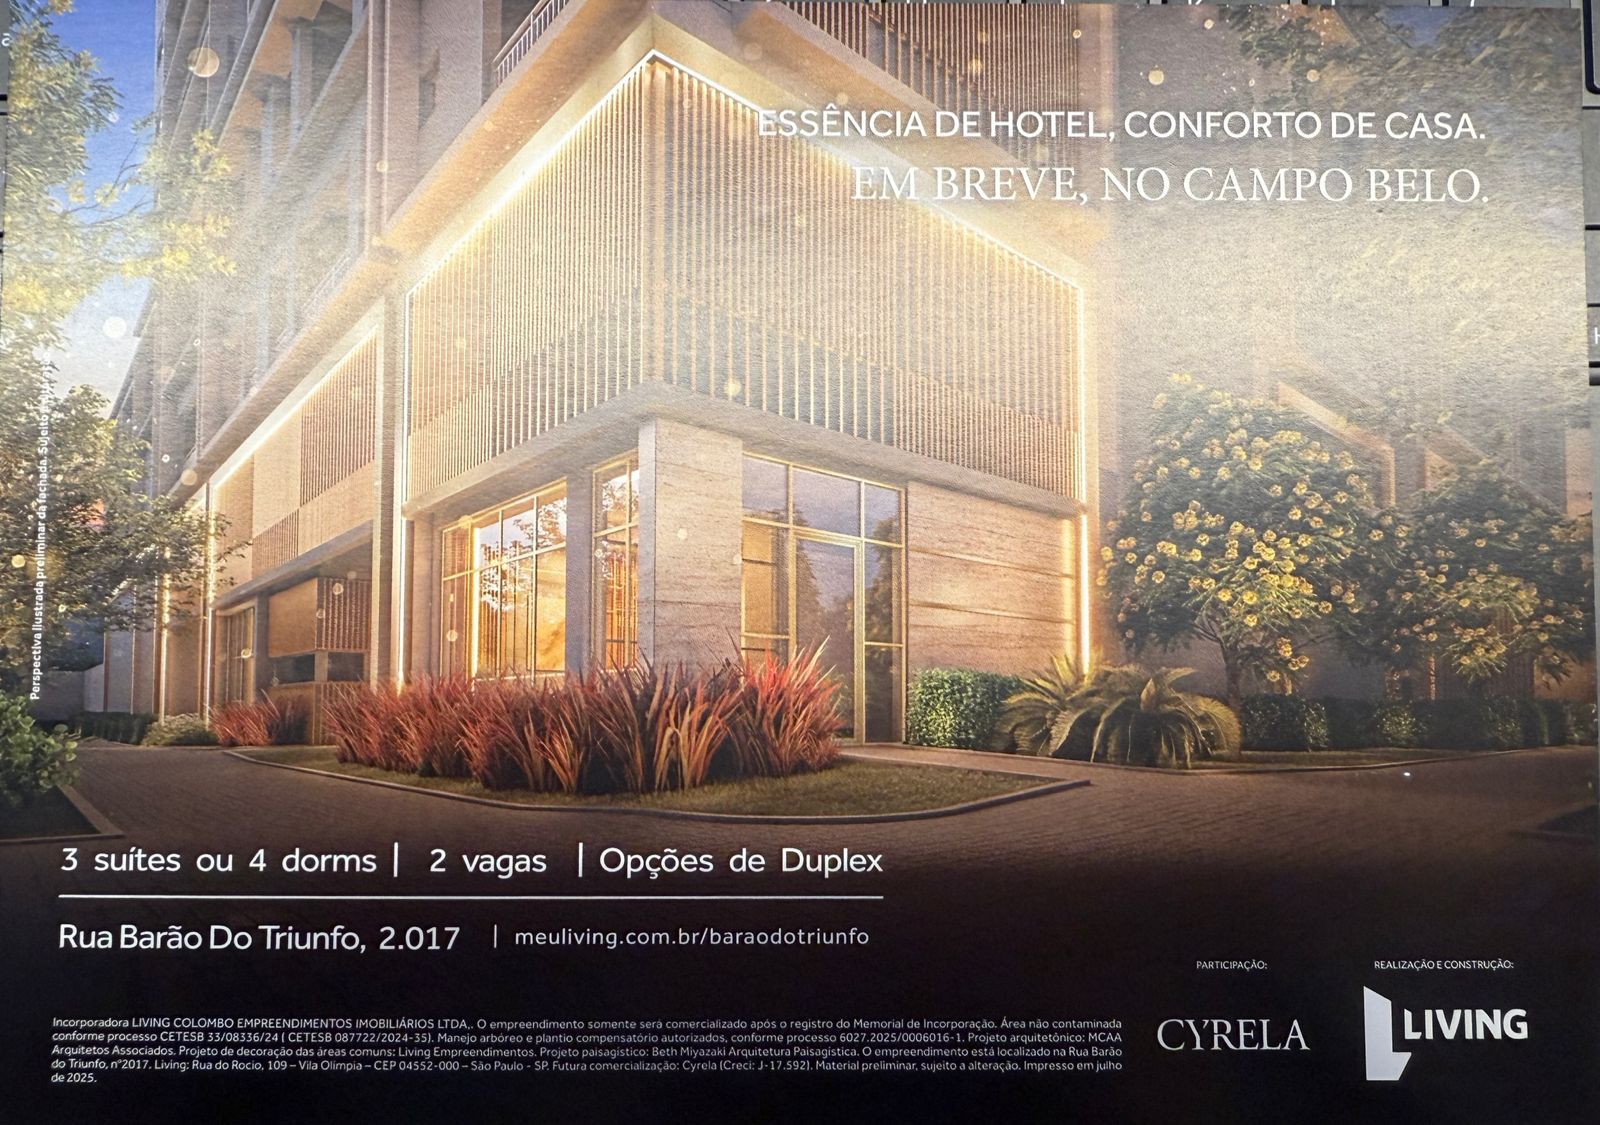 ESSÊNCIA DE HOTEL, CONFORTO DE CASA.
EM BREVE, NO CAMPO BELO.
Perspectiva ilustrada preliminar da fachada. Sujeito
3 suítes ou 4 dorms | 2 vagas | Opções de Duplex
Rua Barão Do Triunfo, 2.017 | meuliving.com.br/baraodotriunfo
PARTICIPAÇÃO:
CYRELA
REALIZAÇÃO E CONSTRUÇÃO:
LIVING
Incorporadora LIVING COLOMBO EMPREENDIMENTOS IMOBILIÁRIOS LTDA,. O empreendimento somente será comercializado após o registro do Memorial de Incorporação. Área não contaminada
conforme processo CETESB 33/08336/24 ( CETESB 087722/2024-35). Manejo arbóreo e plantio compensatório autorizados, conforme processo 6027.2025/0006016-1. Projeto arquitetônico: MCAA
Arquitetos Associados. Projeto de decoração das áreas comuns: Living Empreendimentos. Projeto paisagístico: Beth Miyazaki Arquitetura Paisagística. O empreendimento está localizado na Rua Barão
do Triunfo, nº2017. Living: Rua do Rocio, 109 – Vila Olímpia – CEP 04552-000 – São Paulo - SP. Futura comercialização: Cyrela (Creci: J-17.592). Material preliminar, sujeito a alteração. Impresso em julho
de 2025.